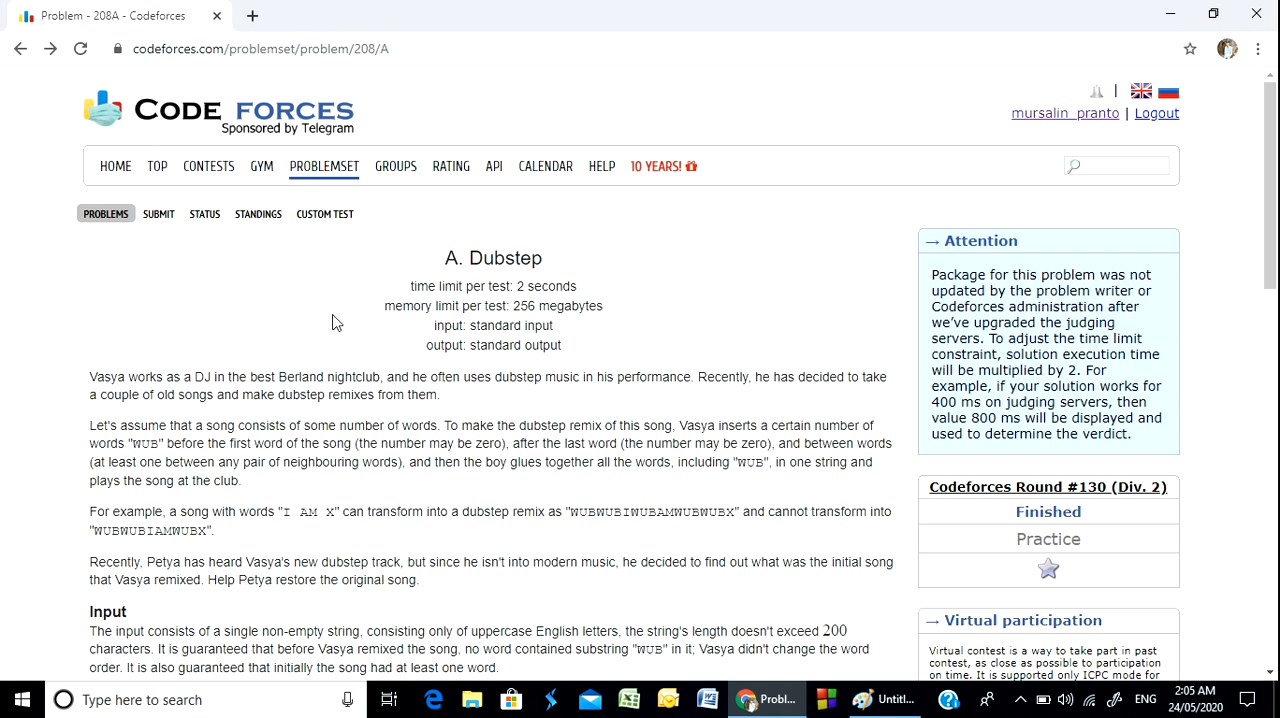 Problem - 208A - Codeforces
codeforces.com/problemset/problem/208/A
CODE FORCES
Sponsored by Telegram
mursalin_pranto | Logout
HOME TOP CONTESTS GYM PROBLEMSET GROUPS RATING API CALENDAR HELP 10 YEARS!
PROBLEMS SUBMIT STATUS STANDINGS CUSTOM TEST
A. Dubstep
time limit per test: 2 seconds
memory limit per test: 256 megabytes
input: standard input
output: standard output
Vasya works as a DJ in the best Berland nightclub, and he often uses dubstep music in his performance. Recently, he has decided to take
a couple of old songs and make dubstep remixes from them.
Let's assume that a song consists of some number of words. To make the dubstep remix of this song, Vasya inserts a certain number of
words "WUB" before the first word of the song (the number may be zero), after the last word (the number may be zero), and between words
(at least one between any pair of neighbouring words), and then the boy glues together all the words, including "WUB", in one string and
plays the song at the club.
For example, a song with words "I AM X" can transform into a dubstep remix as "WUBWUBIWUBAMWUBWUBX" and cannot transform into
"WUBWUBIAMWUBX".
Recently, Petya has heard Vasya's new dubstep track, but since he isn't into modern music, he decided to find out what was the initial song
that Vasya remixed. Help Petya restore the original song.
Input
The input consists of a single non-empty string, consisting only of uppercase English letters, the string's length doesn't exceed 200
characters. It is guaranteed that before Vasya remixed the song, no word contained substring "WUB" in it; Vasya didn't change the word
order. It is also guaranteed that initially the song had at least one word.
→ Attention
Package for this problem was not
updated by the problem writer or
Codeforces administration after
we've upgraded the judging
servers. To adjust the time limit
constraint, solution execution time
will be multiplied by 2. For
example, if your solution works for
400 ms on judging servers, then
value 800 ms will be displayed and
used to determine the verdict.
Codeforces Round #130 (Div. 2)
Finished
Practice
→ Virtual participation
Virtual contest is a way to take part in past
contest, as close as possible to participation
on time. It is supported only ICPC mode for
Type here to search
Probl...
Untitl...
ENG
2:05 AM
24/05/2020